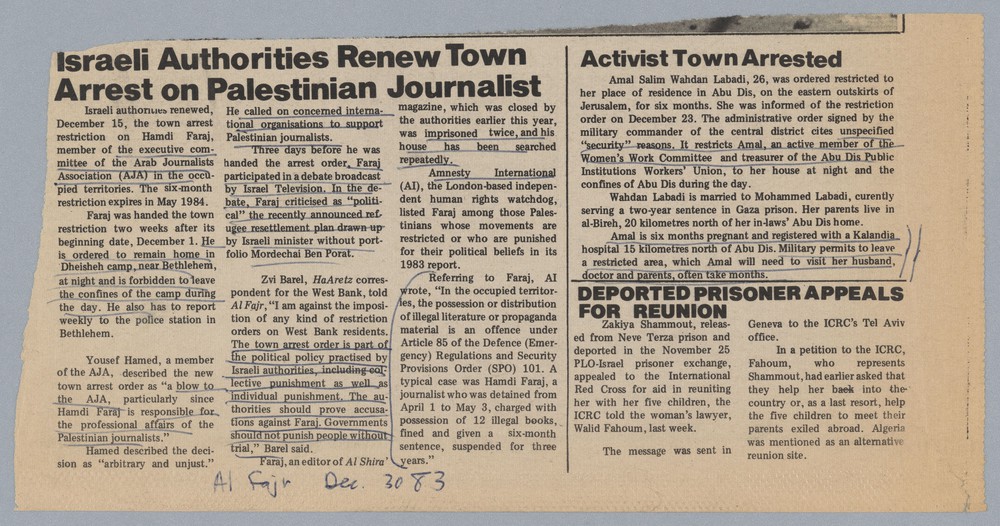 Israeli Authorities Renew Town
Arrest on Palestinian Journalist
Israeli authorities renewed,
December 15, the town arrest
restriction on Hamdi Faraj,
member of the executive com-
mittee of the Arab Journalists
Association (AJA) in the occu-
pied territories. The six-month
restriction expires in May 1984.
Faraj was handed the town
restriction two weeks after its
beginning date, December 1. He
is ordered to remain home in
Dheisheh camp, near Bethlehem,
at night and is forbidden to leave
the confines of the camp during
the day. He also has to report
weekly to the police station in
Bethlehem.
Yousef Hamed, a member
of the AJA, described the new
town arrest order as “a blow to
the AJA, particularly since
Hamdi Faraj is responsible for
the professional affairs of the
Palestinian journalists.”
Hamed described the deci-
sion as “arbitrary and unjust.”
He called on concerned interna-
tional organisations to support
Palestinian journalists.
Three days before he was
handed the arrest order, Faraj
participated in a debate broadcast
by Israel Television. In the de-
bate, Faraj criticised as “politi-
cal” the recently announced ref-
ugee resettlement plan drawn up
by Israeli minister without port-
folio Mordechai Ben Porat.
Zvi Barel, HaAretz corres-
pondent for the West Bank, told
Al Fajr, “I am against the imposi-
tion of any kind of restriction
orders on West Bank residents.
The town arrest order is part of
the political policy practised by
Israeli authorities, including col-
lective punishment as well as
individual punishment. The au-
thorities should prove accusa-
tions against Faraj. Governments
should not punish people without
trial,” Barel said.
Faraj, an editor of Al Shira'
magazine, which was closed by
the authorities earlier this year,
was imprisoned twice, and his
house has been searched
repeatedly.
Amnesty International
(AI), the London-based indepen-
dent human rights watchdog,
listed Faraj among those Pales-
tinians whose movements are
restricted or who are punished
for their political beliefs in its
1983 report.
Referring to Faraj, AI
wrote, “In the occupied territor-
ies, the possession or distribution
of illegal literature or propaganda
material is an offence under
Article 85 of the Defence (Emer-
gency) Regulations and Security
Provisions Order (SPO) 101. A
typical case was Hamdi Faraj, a
journalist who was detained from
April 1 to May 3, charged with
possession of 12 illegal books,
fined and given a six-month
sentence, suspended for three
years.”
Activist Town Arrested
Amal Salim Wahdan Labadi, 26, was ordered restricted to
her place of residence in Abu Dis, on the eastern outskirts of
Jerusalem, for six months. She was informed of the restriction
order on December 23. The administrative order signed by the
military commander of the central district cites unspecified
“security” reasons. It restricts Amal, an active member of the
Women's Work Committee and treasurer of the Abu Dis Public
Institutions Workers' Union, to her house at night and the
confines of Abu Dis during the day.
Wahdan Labadi is married to Mohammed Labadi, curently
serving a two-year sentence in Gaza prison. Her parents live in
al-Bireh, 20 kilometres north of her in-laws' Abu Dis home.
Amal is six months pregnant and registered with a Kalandia
hospital 15 kilometres north of Abu Dis. Military permits to leave
a restricted area, which Amal will need to visit her husband,
doctor and parents, often take months.
DEPORTED PRISONER APPEALS
FOR REUNION
Zakiya Shammout, releas-
ed from Neve Terza prison and
deported in the November 25
PLO-Israel prisoner exchange,
appealed to the International
Red Cross for aid in reuniting
her with her five children, the
ICRC told the woman's lawyer,
Walid Fahoum, last week.
The message was sent in
Geneva to the ICRC's Tel Aviv
office.
In a petition to the ICRC,
Fahoum, who represents
Shammout, had earlier asked that
they help her back into the
country or, as a last resort, help
the five children to meet their
parents exiled abroad. Algeria
was mentioned as an alternative
reunion site.
Al Fajr Dec. 30 83